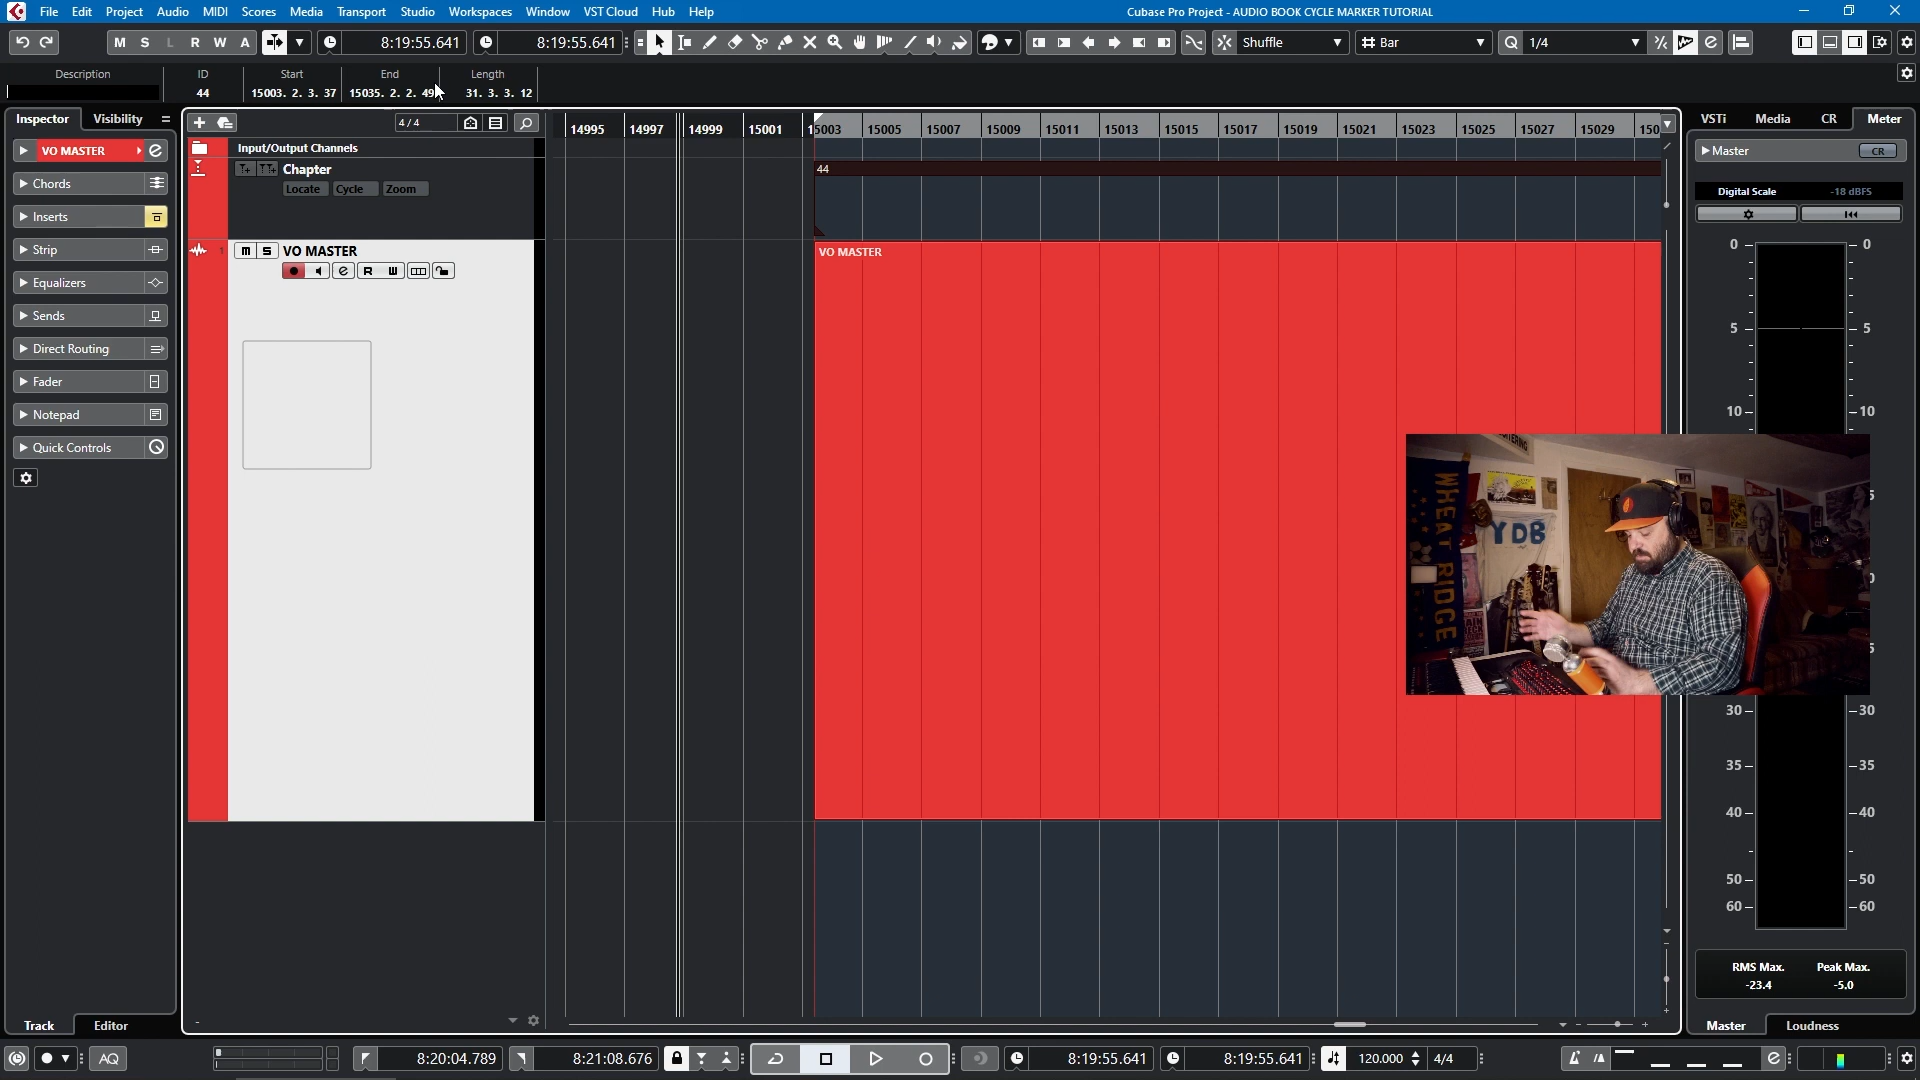 File Edit Project Audio MIDI Scores Media Transport Studio Workspaces Window VST Cloud Hub Help
Cubase Pro Project - AUDIO BOOK CYCLE MARKER TUTORIAL
M S L R W A 8:19:55.641 8:19:55.641 Shuffle Bar Q 1/4
Description ID Start End Length
44 15003. 2. 3. 37 15035. 2. 2. 49 31. 3. 3. 12
Inspector Visibility
4/4
14995 14997 14999 15001 15003 15005 15007 15009 15011 15013 15015 15017 15019 15021 15023 15025 15027 15029
VSTi Media CR Meter
VO MASTER
Chords
Inserts
Strip
Equalizers
Sends
Direct Routing
Fader
Notepad
Quick Controls
Input/Output Channels
Chapter
Locate Cycle Zoom
44
m S VO MASTER
R W
1
VO MASTER
Master CR
Digital Scale -18 dBFS
0 0
5 5
10 10
30 30
35 35
40 40
50 50
60 60
WHEAT RIDGE
YDB
RMS Max. Peak Max.
-23.4 -5.0
Track Editor
Master Loudness
AQ 8:20:04.789 8:21:08.676 8:19:55.641 8:19:55.641 120.000 4/4